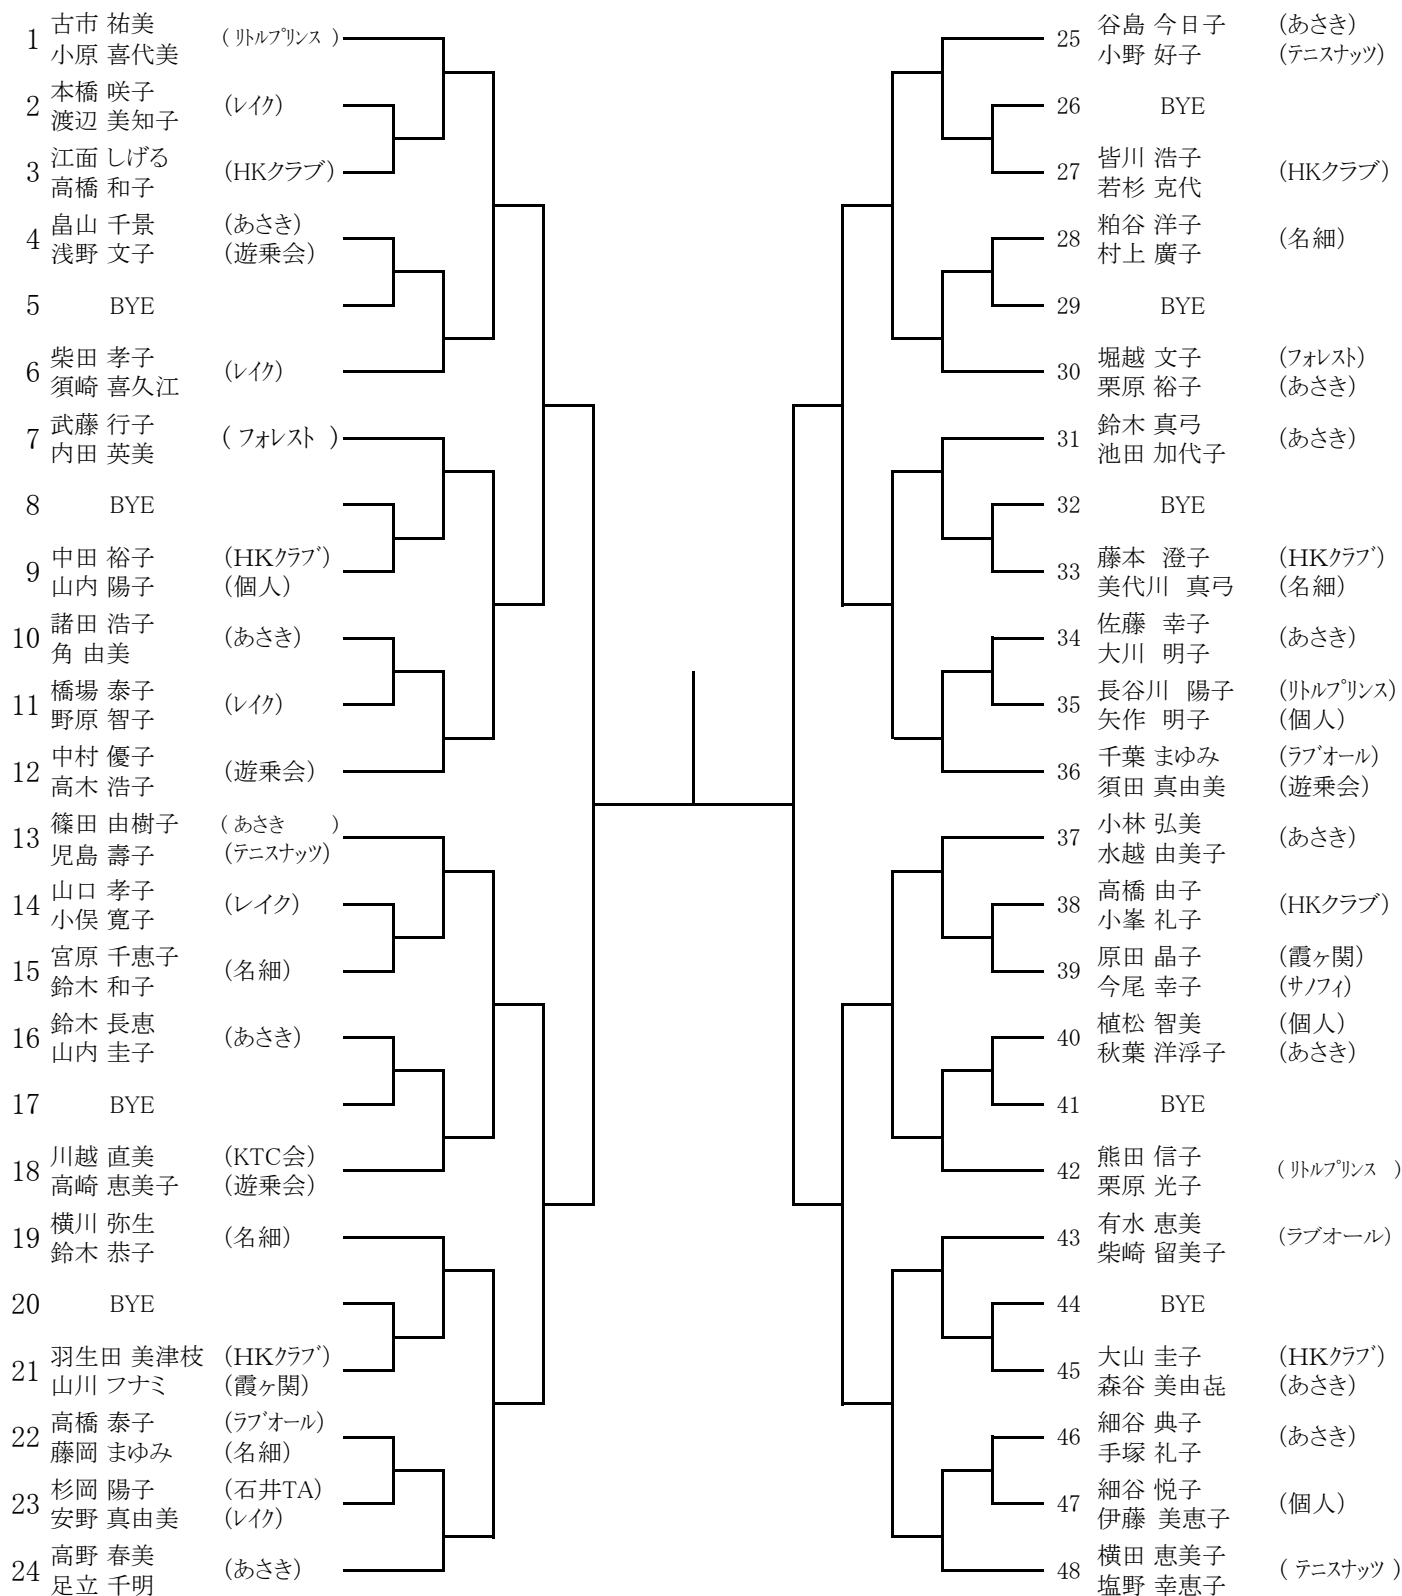 1 古市 祐美 (リトルプリンス)
小原 喜代美
2 本橋 咲子 (レイク)
渡辺 美知子
3 江面 しげる (HKクラブ)
高橋 和子
4 畠山 千景 (あさき)
浅野 文子 (遊乗会)
5 BYE
6 柴田 孝子 (レイク)
須崎 喜久江
7 武藤 行子 ( フォレスト )
内田 英美
8 BYE
9 中田 裕子 (HKクラブ)
山内 陽子 (個人)
10 諸田 浩子 (あさき)
角 由美
11 橋場 泰子 (レイク)
野原 智子
12 中村 優子 (遊乗会)
高木 浩子
13 篠田 由樹子 ( あさき )
児島 壽子 (テニスナッツ)
14 山口 孝子 (レイク)
小俣 寛子
15 宮原 千恵子 (名細)
鈴木 和子
16 鈴木 長恵 (あさき)
山内 圭子
17 BYE
18 川越 直美 (KTC会)
高崎 恵美子 (遊乗会)
19 横川 弥生 (名細)
鈴木 恭子
20 BYE
21 羽生田 美津枝 (HKクラブ)
山川 フナミ (霞ヶ関)
22 高橋 泰子 (ラブオール)
藤岡 まゆみ (名細)
23 杉岡 陽子 (石井TA)
安野 真由美 (レイク)
24 高野 春美 (あさき)
足立 千明
25 谷島 今日子 (あさき)
小野 好子 (テニスナッツ)
26 BYE
27 皆川 浩子 (HKクラブ)
若杉 克代
28 粕谷 洋子 (名細)
村上 廣子
29 BYE
30 堀越 文子 (フォレスト)
栗原 裕子 (あさき)
31 鈴木 真弓 (あさき)
池田 加代子
32 BYE
33 藤本 澄子 (HKクラブ)
美代川 真弓 (名細)
34 佐藤 幸子 (あさき)
大川 明子
35 長谷川 陽子 (リトルプリンス)
矢作 明子 (個人)
36 千葉 まゆみ (ラブオール)
須田 真由美 (遊乗会)
37 小林 弘美 (あさき)
水越 由美子
38 高橋 由子 (HKクラブ)
小峯 礼子
39 原田 晶子 (霞ヶ関)
今尾 幸子 (サノフィ)
40 植松 智美 (個人)
秋葉 洋浮子 (あさき)
41 BYE
42 熊田 信子 (リトルプリンス )
栗原 光子
43 有水 恵美 (ラブオール)
柴崎 留美子
44 BYE
45 大山 圭子 (HKクラブ)
森谷 美由㐂 (あさき)
46 細谷 典子 (あさき)
手塚 礼子
47 細谷 悦子 (個人)
伊藤 美恵子
48 横田 恵美子 ( テニスナッツ )
塩野 幸恵子